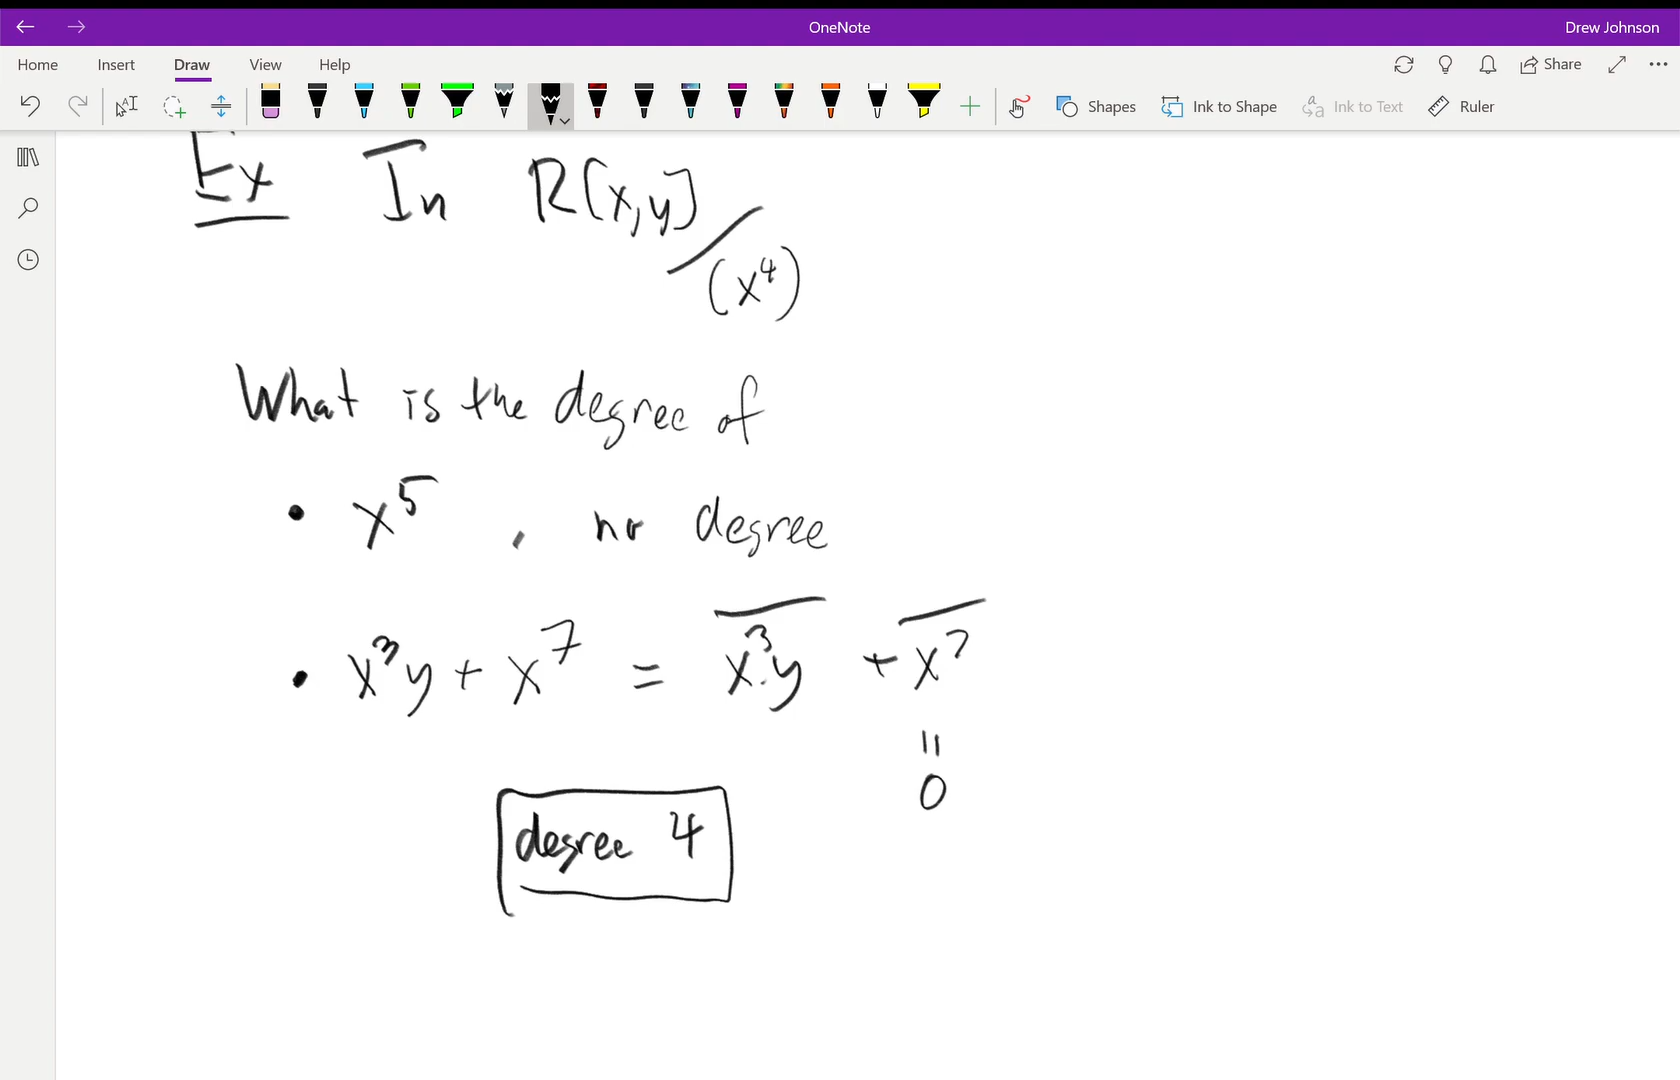 OneNote
Drew Johnson
Home Insert Draw View Help
Share
Shapes Ink to Shape Ink to Text Ruler
Ex In R[x,y]/(x⁴)
What is the degree of
• x⁵ , no degree
• x³y + x⁷ = x̅³̅y̅ + x̅⁷̅
||
0
degree 4